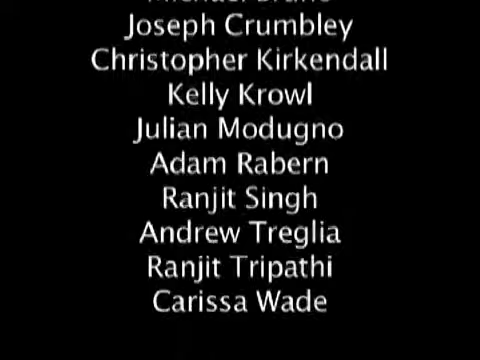 Joseph Crumbley
Christopher Kirkendall
Kelly Krowl
Julian Modugno
Adam Rabern
Ranjit Singh
Andrew Treglia
Ranjit Tripathi
Carissa Wade